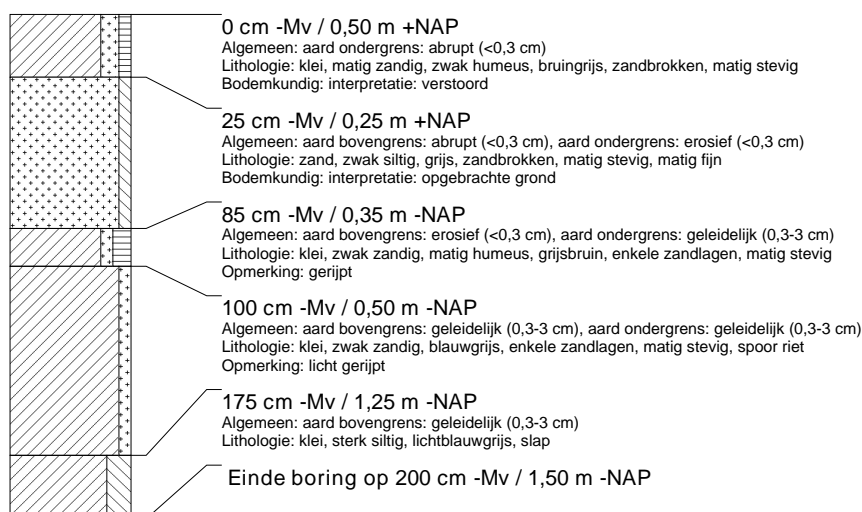 0 cm -Mv / 0,50 m +NAP
Algemeen: aard ondergrens: abrupt (<0,3 cm)
Lithologie: klei, matig zandig, zwak humeus, bruingrijs, zandbrokken, matig stevig
Bodemkundig: interpretatie: verstoord
25 cm -Mv / 0,25 m +NAP
Algemeen: aard bovengrens: abrupt (<0,3 cm), aard ondergrens: erosief (<0,3 cm)
Lithologie: zand, zwak siltig, grijs, zandbrokken, matig stevig, matig fijn
Bodemkundig: interpretatie: opgebrachte grond
85 cm -Mv / 0,35 m -NAP
Algemeen: aard bovengrens: erosief (<0,3 cm), aard ondergrens: geleidelijk (0,3-3 cm)
Lithologie: klei, zwak zandig, matig humeus, grijsbruin, enkele zandlagen, matig stevig
Opmerking: gerijpt
100 cm -Mv / 0,50 m -NAP
Algemeen: aard bovengrens: geleidelijk (0,3-3 cm), aard ondergrens: geleidelijk (0,3-3 cm)
Lithologie: klei, zwak zandig, blauwgrijs, enkele zandlagen, matig stevig, spoor riet
Opmerking: licht gerijpt
175 cm -Mv / 1,25 m -NAP
Algemeen: aard bovengrens: geleidelijk (0,3-3 cm)
Lithologie: klei, sterk siltig, lichtblauwgrijs, slap
Einde boring op 200 cm -Mv / 1,50 m -NAP